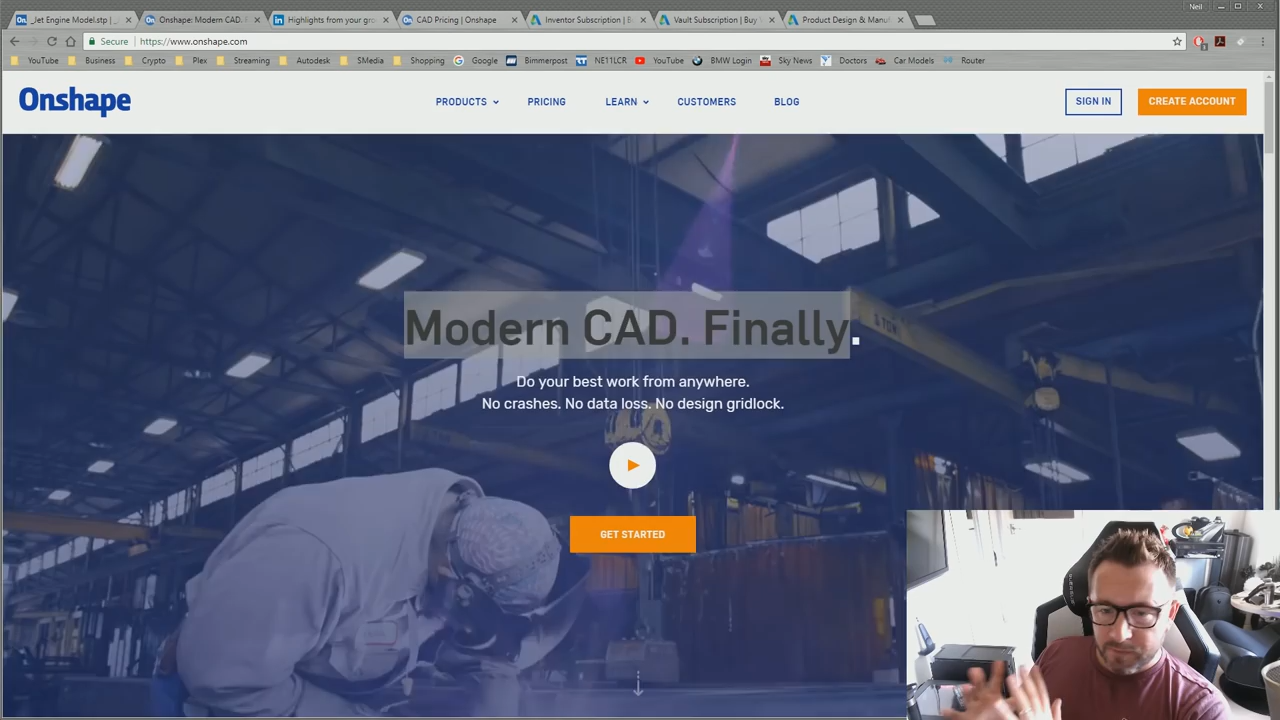 Neil
_Jet Engine Model.stp |
Onshape: Modern CAD.
Highlights from your gro
CAD Pricing | Onshape
Inventor Subscription |
Vault Subscription | Buy
Product Design & Manuf
Secure
https://www.onshape.com
YouTube
Business
Crypto
Plex
Streaming
Autodesk
SMedia
Shopping
Google
Bimmerpost
NE11LCR
YouTube
BMW Login
Sky News
Doctors
Car Models
Router
Onshape
PRODUCTS
PRICING
LEARN
CUSTOMERS
BLOG
SIGN IN
CREATE ACCOUNT
Modern CAD. Finally.
Do your best work from anywhere.
No crashes. No data loss. No design gridlock.
GET STARTED